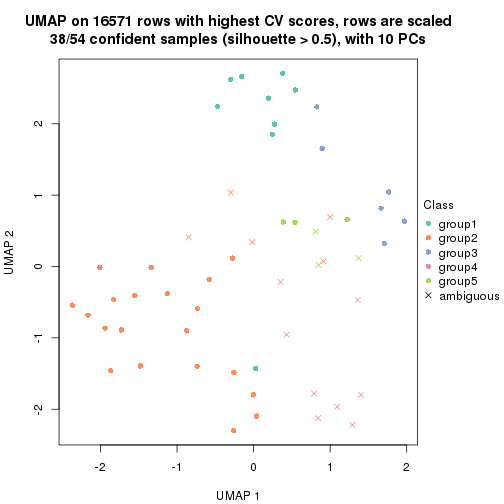 UMAP on 16571 rows with highest CV scores, rows are scaled
38/54 confident samples (silhouette > 0.5), with 10 PCs
UMAP 2
2
1
0
-1
-2
-2
-1
0
1
2
UMAP 1
Class
group1
group2
group3
group4
group5
ambiguous